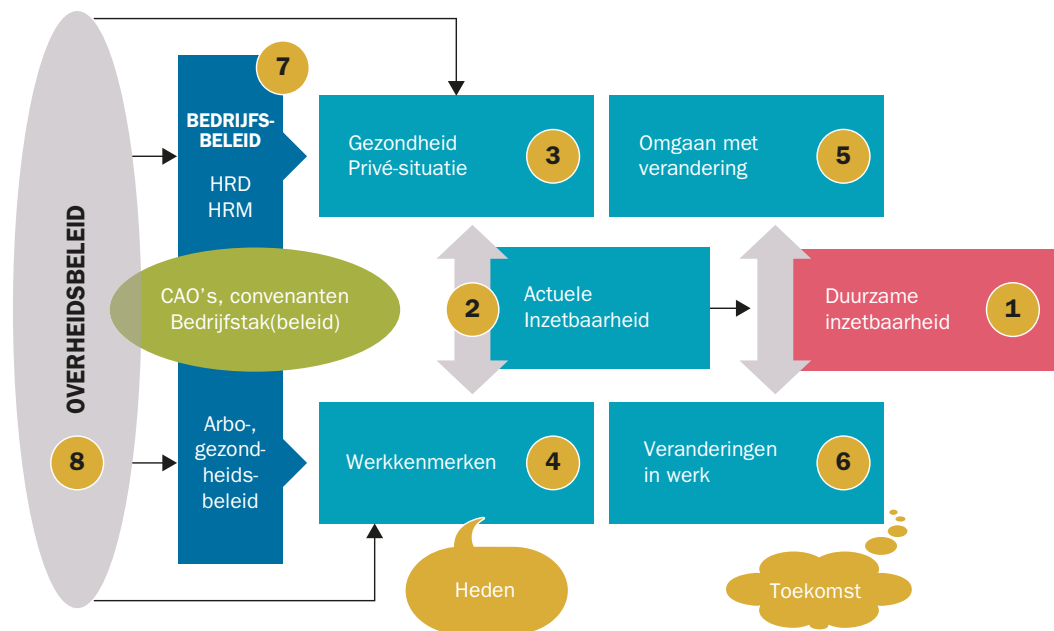 OVERHEIDSBELEID
8
7
BEDRIJFS-
BELEID
HRD
HRM
CAO's, convenanten
Bedrijfstak(beleid)
Arbo-,
gezond-
heids-
beleid
Gezondheid
Privé-situatie
3
Omgaan met
verandering
5
2
Actuele
Inzetbaarheid
Duurzame
inzetbaarheid
1
Werkkenmerken
4
Veranderingen
in werk
6
Heden
Toekomst